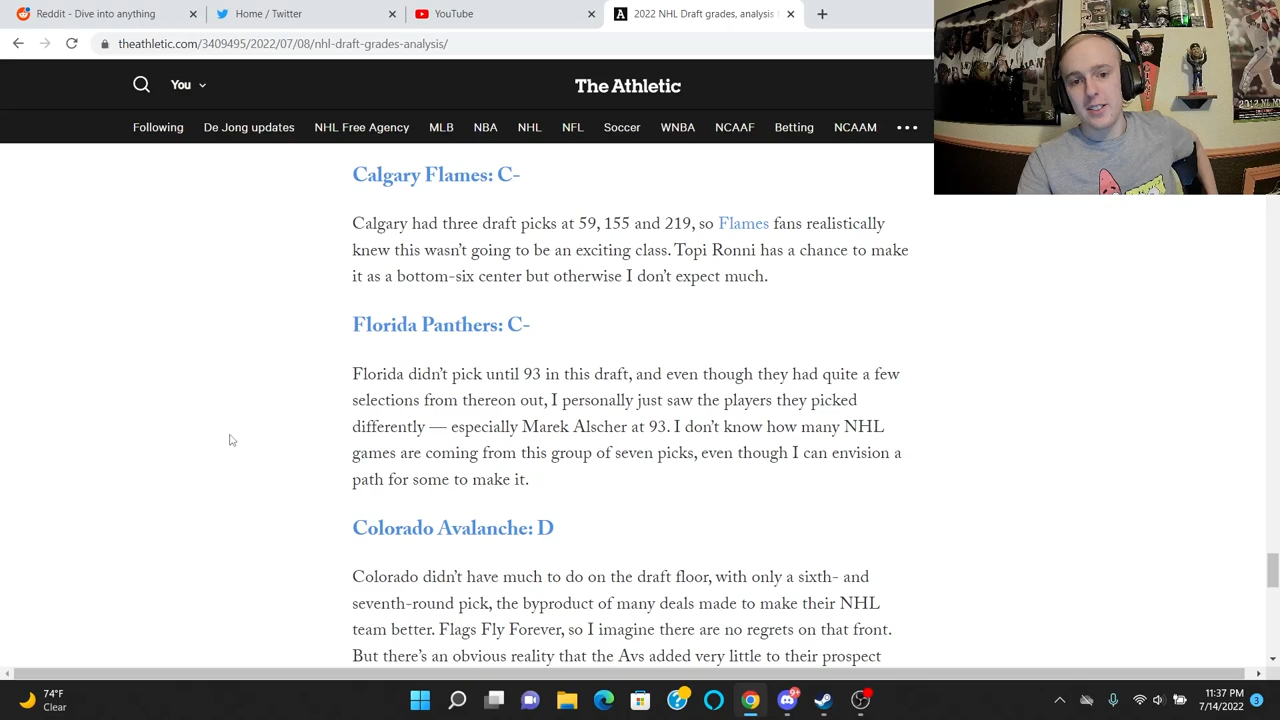 Reddit - Dive into anything
Home / Twitter
YouTube
2022 NHL Draft grades, analysis
theathletic.com/3409495/2022/07/08/nhl-draft-grades-analysis/
You
The Athletic
Following De Jong updates NHL Free Agency MLB NBA NHL NFL Soccer WNBA NCAAF Betting NCAAM
Calgary Flames: C-
Calgary had three draft picks at 59, 155 and 219, so Flames fans realistically
knew this wasn’t going to be an exciting class. Topi Ronni has a chance to make
it as a bottom-six center but otherwise I don’t expect much.
Florida Panthers: C-
Florida didn’t pick until 93 in this draft, and even though they had quite a few
selections from thereon out, I personally just saw the players they picked
differently — especially Marek Alscher at 93. I don’t know how many NHL
games are coming from this group of seven picks, even though I can envision a
path for some to make it.
Colorado Avalanche: D
Colorado didn’t have much to do on the draft floor, with only a sixth- and
seventh-round pick, the byproduct of many deals made to make their NHL
team better. Flags Fly Forever, so I imagine there are no regrets on that front.
But there’s an obvious reality that the Avs added very little to their prospect
74°F
Clear
11:37 PM
7/14/2022
3